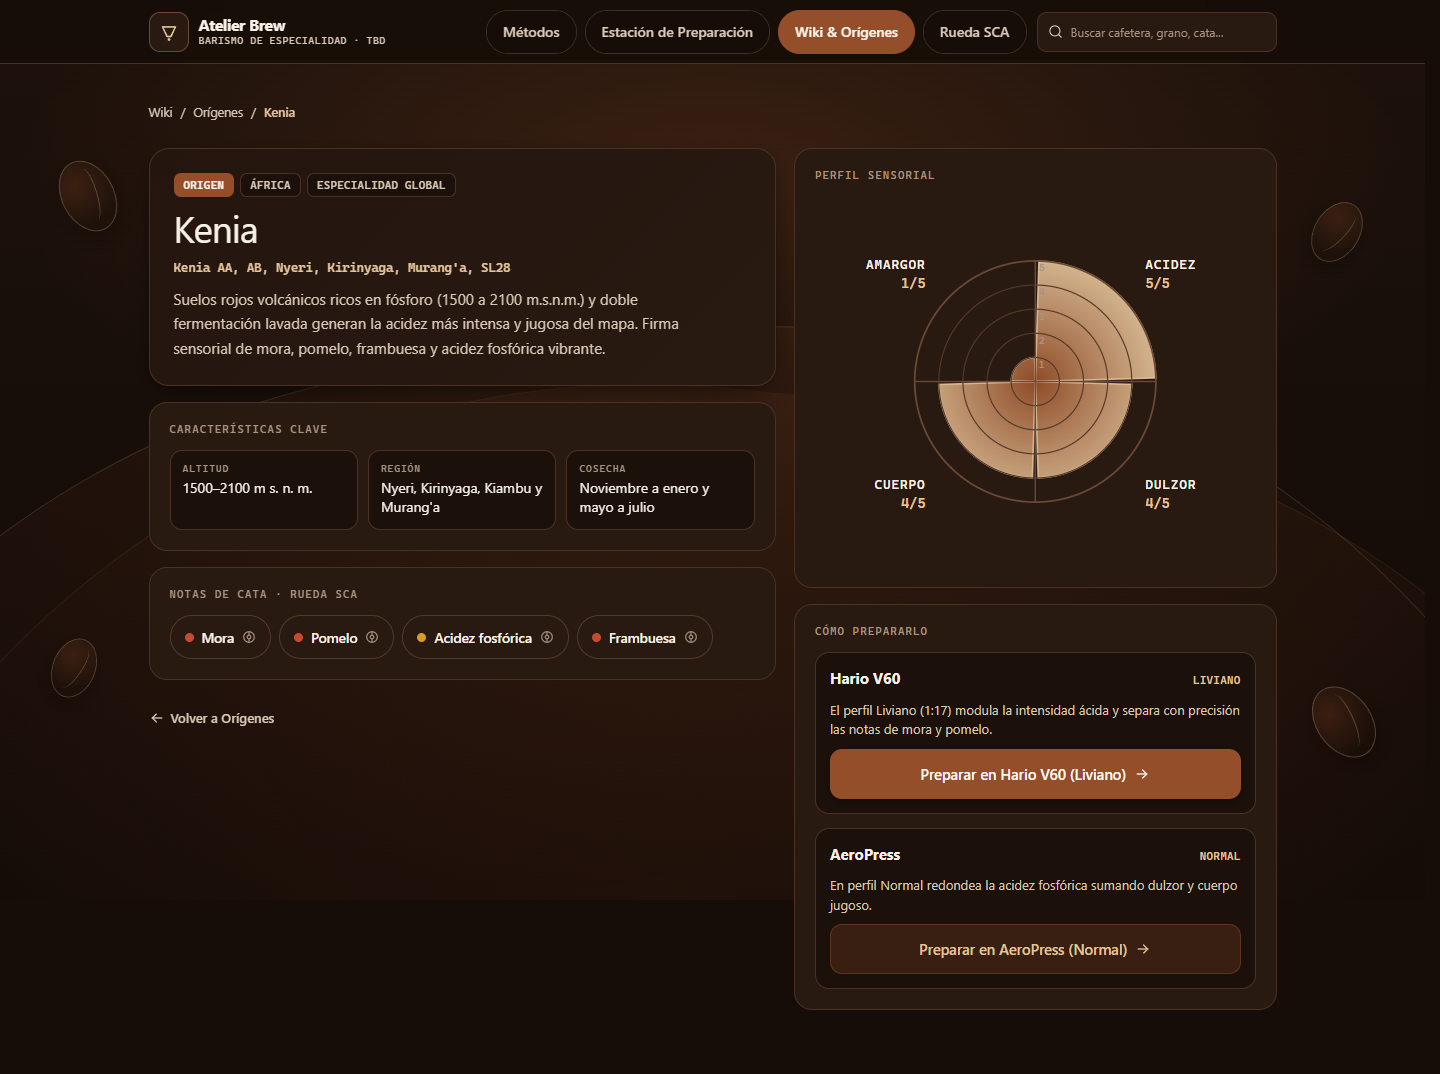 Atelier Brew
BARISMO DE ESPECIALIDAD · TBD
Métodos
Estación de Preparación
Wiki & Orígenes
Rueda SCA
Buscar cafetera, grano, cata...
Wiki / Orígenes / Kenia
ORIGEN
ÁFRICA
ESPECIALIDAD GLOBAL
Kenia
Kenia AA, AB, Nyeri, Kirinyaga, Murang'a, SL28
Suelos rojos volcánicos ricos en fósforo (1500 a 2100 m.s.n.m.) y doble
fermentación lavada generan la acidez más intensa y jugosa del mapa. Firma
sensorial de mora, pomelo, frambuesa y acidez fosfórica vibrante.
CARACTERÍSTICAS CLAVE
ALTITUD
1500–2100 m s. n. m.
REGIÓN
Nyeri, Kirinyaga, Kiambu y
Murang'a
COSECHA
Noviembre a enero y
mayo a julio
NOTAS DE CATA · RUEDA SCA
Mora
Pomelo
Acidez fosfórica
Frambuesa
← Volver a Orígenes
PERFIL SENSORIAL
AMARGOR
1/5
ACIDEZ
5/5
5
2
1
CUERPO
4/5
DULZOR
4/5
CÓMO PREPARARLO
Hario V60
LIVIANO
El perfil Liviano (1:17) modula la intensidad ácida y separa con precisión
las notas de mora y pomelo.
Preparar en Hario V60 (Liviano) →
AeroPress
NORMAL
En perfil Normal redondea la acidez fosfórica sumando dulzor y cuerpo
jugoso.
Preparar en AeroPress (Normal) →